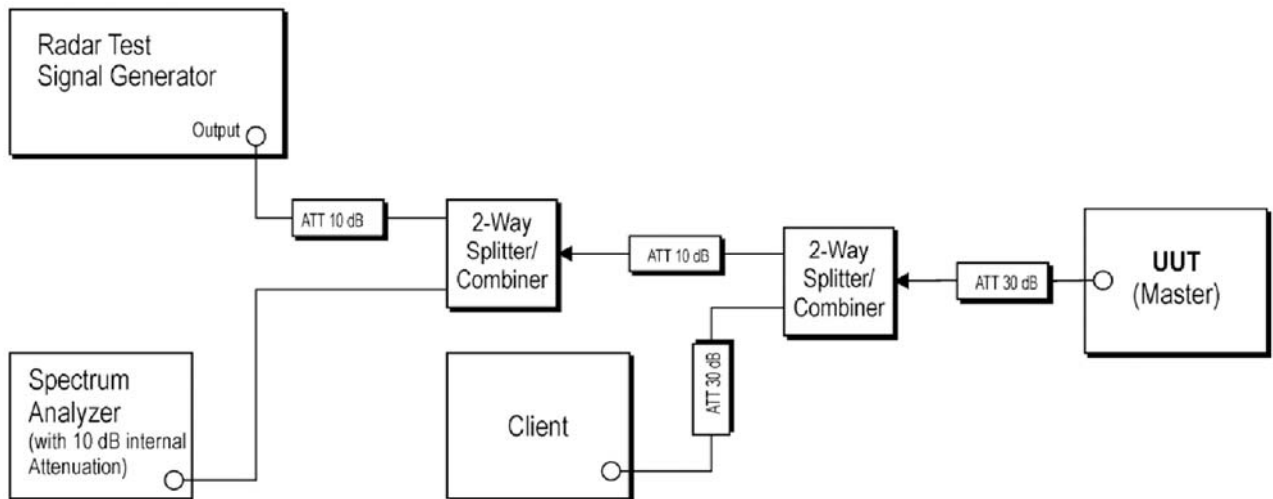 Radar Test
Signal Generator
Output
ATT 10 dB
2-Way
Splitter/
Combiner
ATT 10 dB
2-Way
Splitter/
Combiner
ATT 30 dB
UUT
(Master)
Spectrum
Analyzer
(with 10 dB internal
Attenuation)
Client
ATT 30 dB